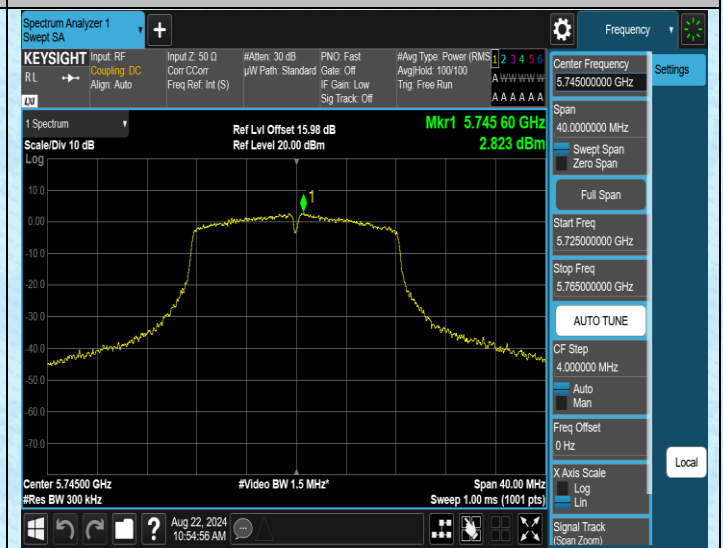 Spectrum Analyzer 1
Swept SA
+
Frequency
KEYSIGHT
RL
LXI
Input: RF
Coupling: DC
Align: Auto
Input Z: 50 Ω
Corr CCorr
Freq Ref: Int (S)
#Atten: 30 dB
µW Path: Standard
PNO: Fast
Gate: Off
IF Gain: Low
Sig Track: Off
#Avg Type: Power (RMS
Avg|Hold: 100/100
Trig: Free Run
1 2 3 4 5 6
A W W W W W
A A A A A A
1 Spectrum
Scale/Div 10 dB
Log
Ref Lvl Offset 15.98 dB
Ref Level 20.00 dBm
Mkr1 5.745 60 GHz
2.823 dBm
1
10.0
0.00
-10.0
-20.0
-30.0
-40.0
-50.0
-60.0
-70.0
Center 5.74500 GHz
#Res BW 300 kHz
#Video BW 1.5 MHz*
Span 40.00 MHz
Sweep 1.00 ms (1001 pts)
?
Aug 22, 2024
10:54:56 AM
Center Frequency
5.745000000 GHz
Span
40.0000000 MHz
Swept Span
Zero Span
Full Span
Start Freq
5.725000000 GHz
Stop Freq
5.765000000 GHz
AUTO TUNE
CF Step
4.000000 MHz
Auto
Man
Freq Offset
0 Hz
X Axis Scale
Log
Lin
Signal Track
(Span Zoom)
Settings
Local